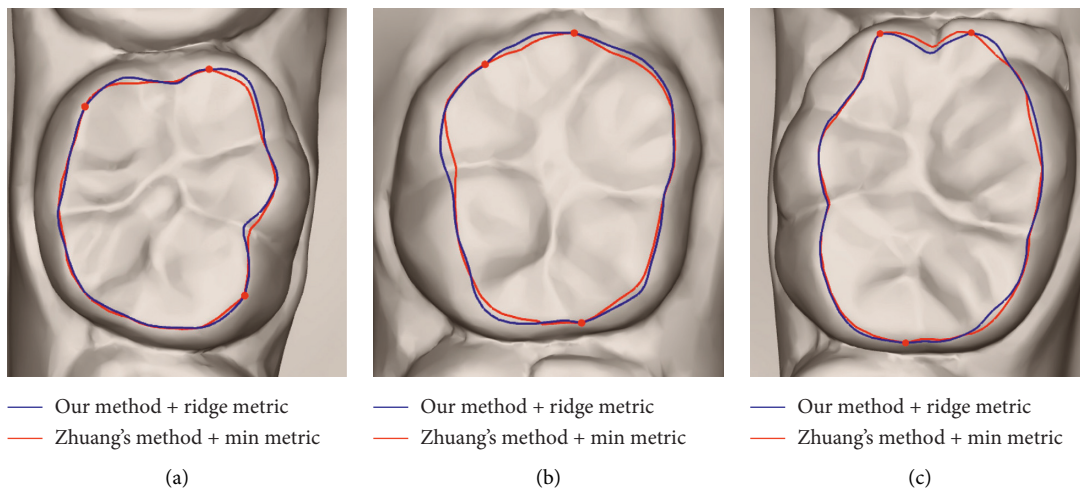 Our method + ridge metric
Zhuang's method + min metric
(a)
Our method + ridge metric
Zhuang's method + min metric
(b)
Our method + ridge metric
Zhuang's method + min metric
(c)